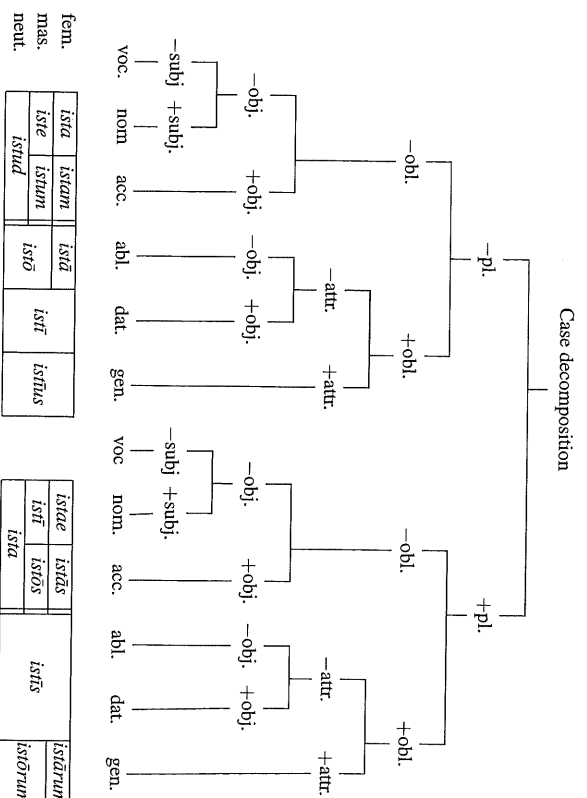 Case decomposition
−pl. +pl.
−obl. +obl. −obl. +obl.
−attr. +attr. −attr. +attr.
−obj. +obj. −obj. +obj. −obj. +obj. −obj. +obj.
−subj +subj. −subj +subj.
voc. nom acc. abl. dat. gen. voc nom. acc. abl. dat. gen.
fem. ista istam istā istae istās istārum
mas. iste istum istō istī istīus istī istōs istīs istōrum
neut. istud ista